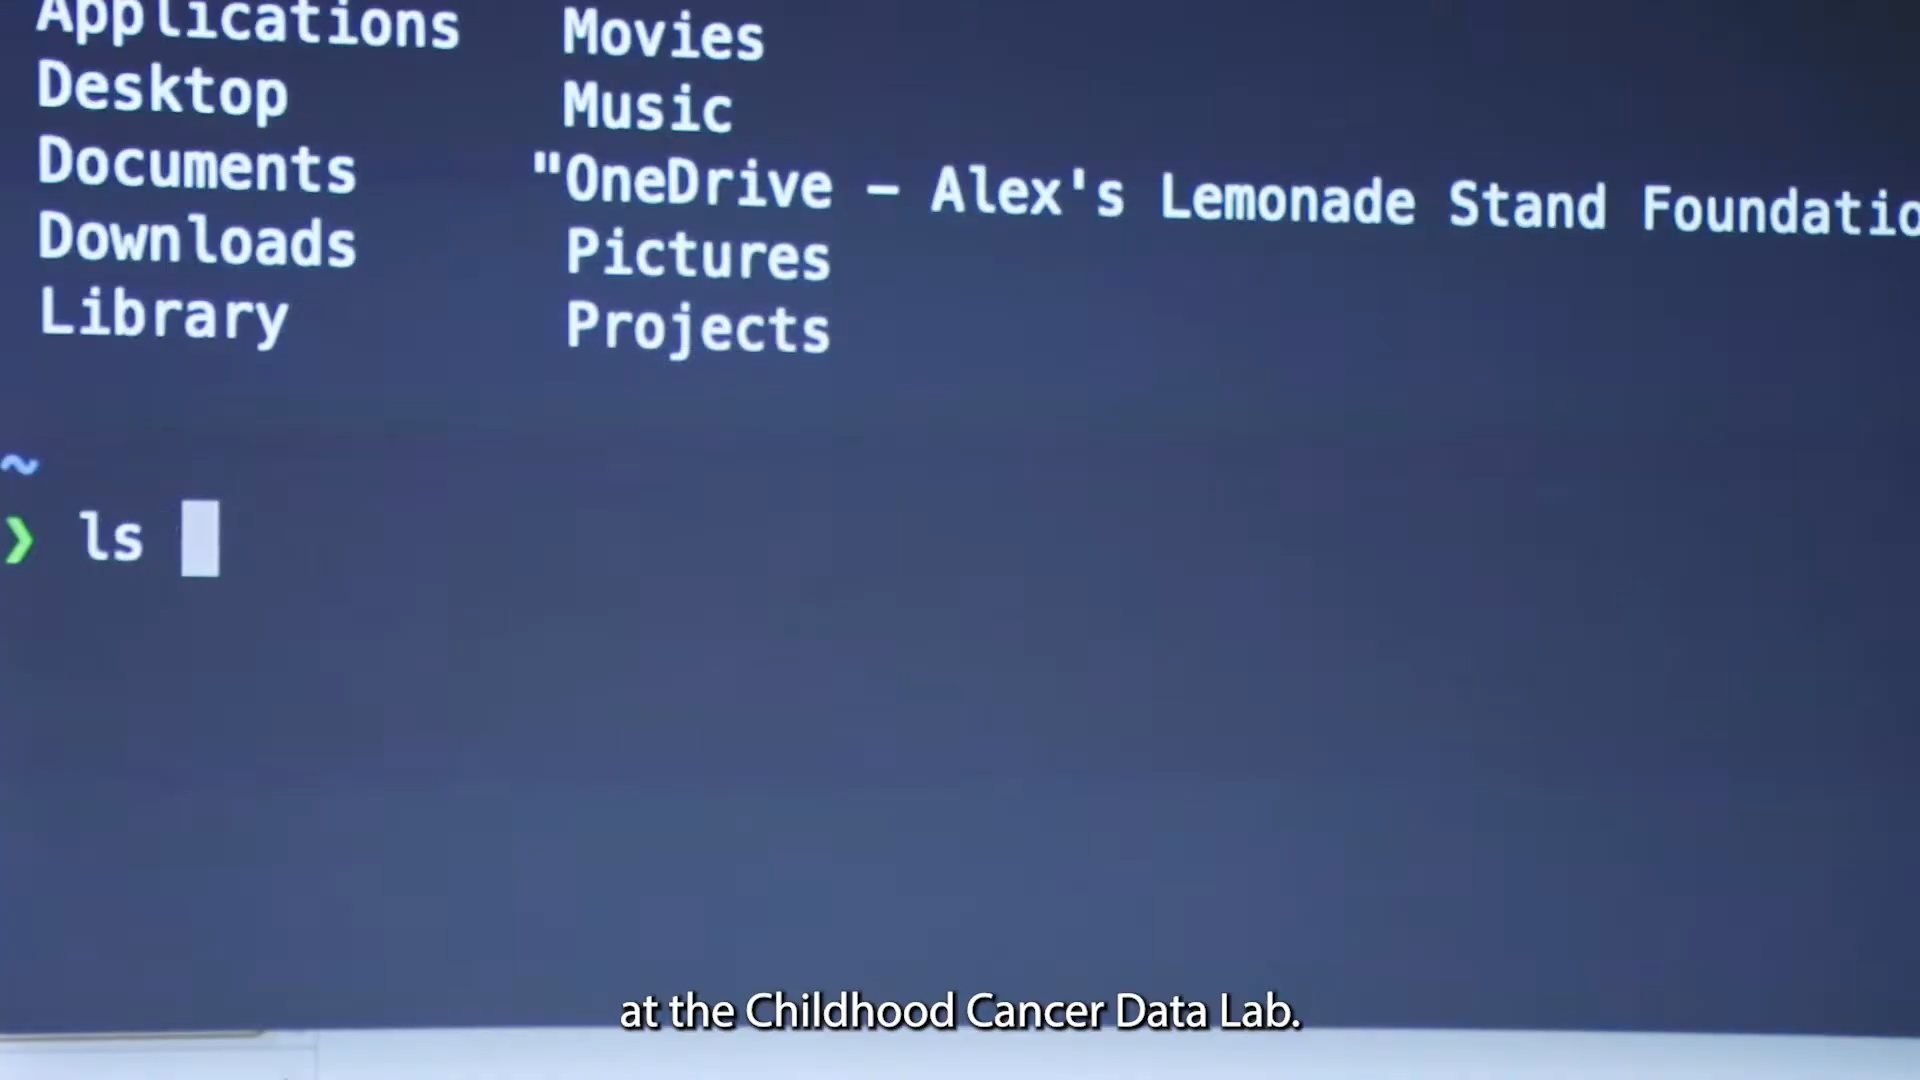 Applications Movies
Desktop Music
Documents "OneDrive – Alex's Lemonade Stand Foundatio
Downloads Pictures
Library Projects
~
❯ ls
at the Childhood Cancer Data Lab.